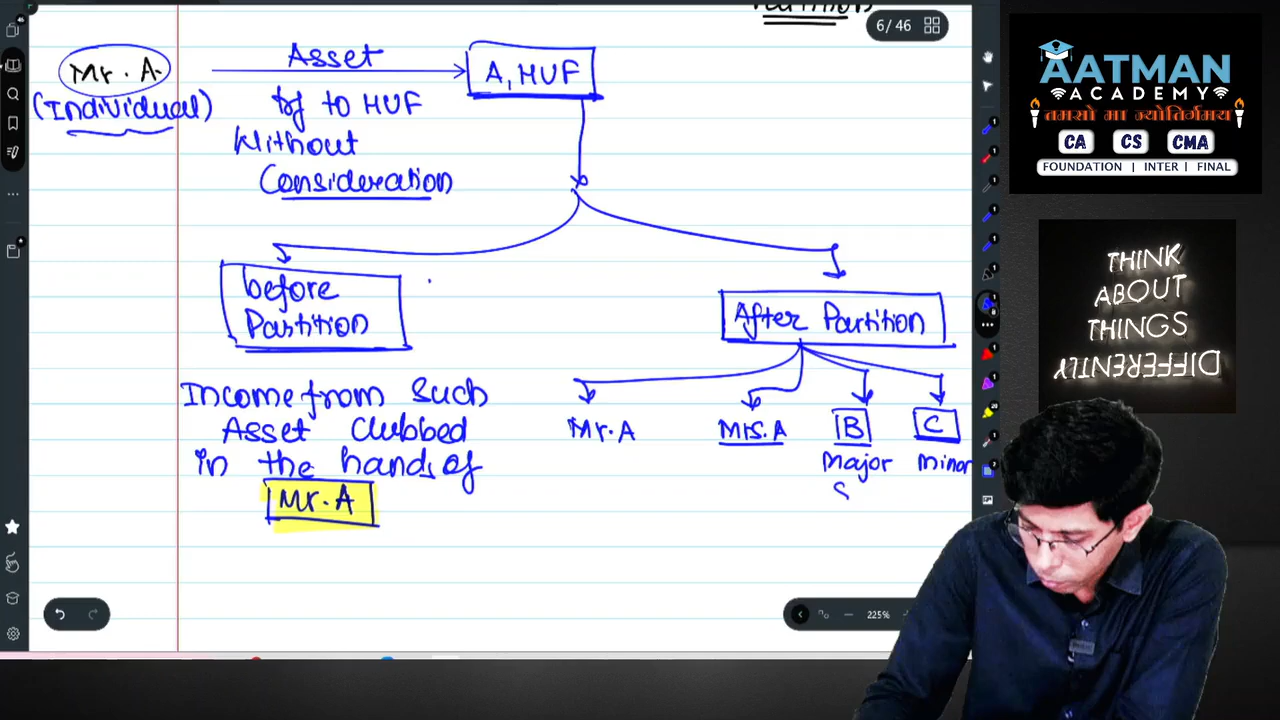 6 / 46
Mr. A
(Individual)
Asset
A, HUF
trf to HUF
Without
Consideration
before
Partition
After Partition
Income from Such
Asset Clubbed
in the hands of
Mr. A
Mr. A
Mrs. A
B
C
Major
minor
S
225%
AATMAN
ACADEMY
तमसो मा ज्योतिर्गमय
CA CS CMA
FOUNDATION | INTER | FINAL
THINK
ABOUT
THINGS
DIFFERENTLY